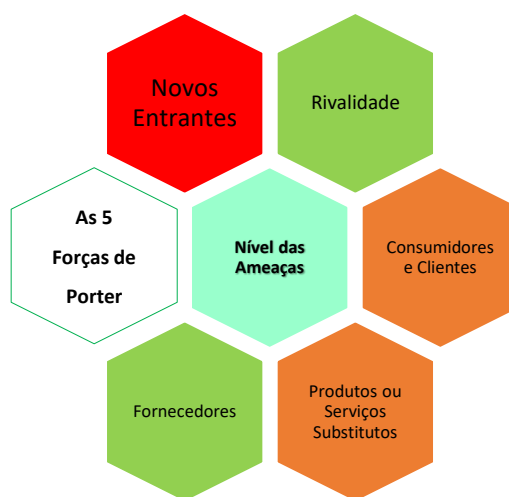 Novos
Entrantes
Rivalidade
As 5
Forças de
Porter
Nível das
Ameaças
Consumidores
e Clientes
Fornecedores
Produtos ou
Serviços
Substitutos